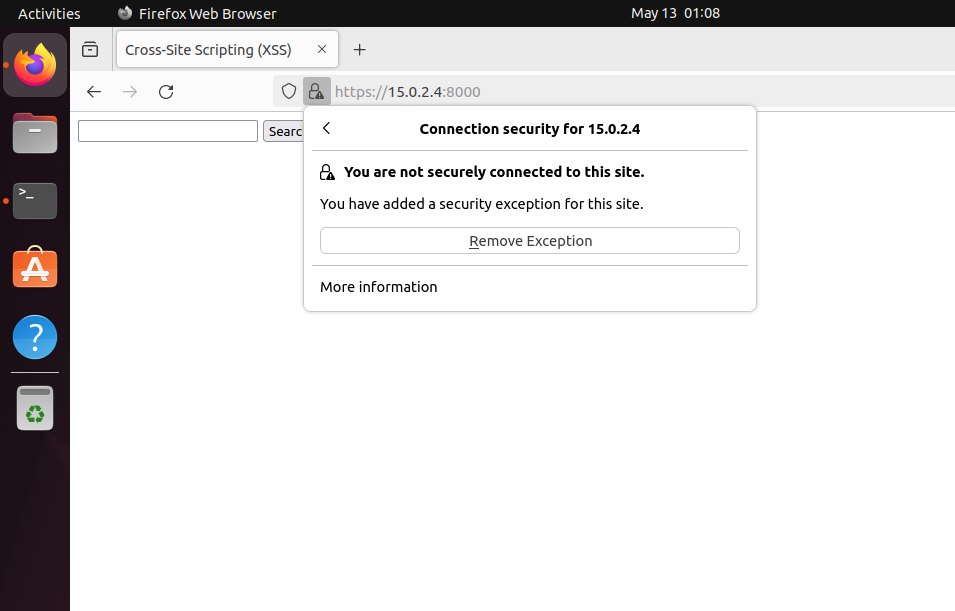 Activities Firefox Web Browser May 13 01:08
Cross-Site Scripting (XSS)
https://15.0.2.4:8000
Searc
Connection security for 15.0.2.4
You are not securely connected to this site.
You have added a security exception for this site.
Remove Exception
More information
>_
?